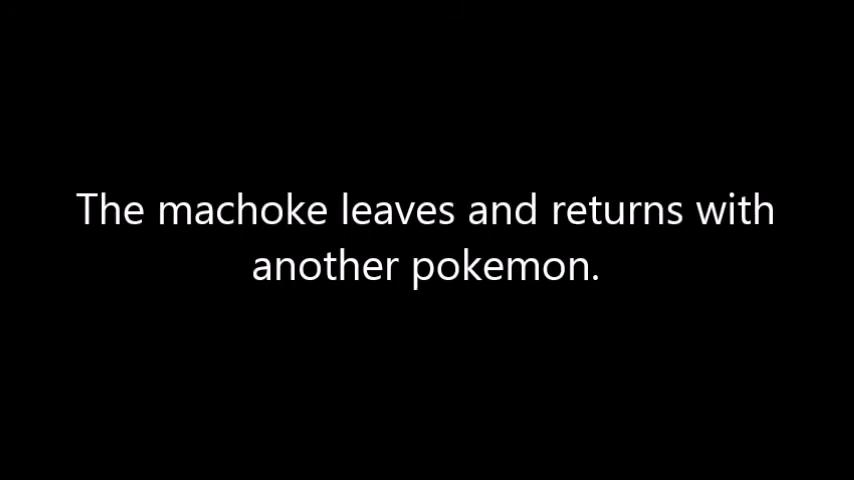 The machoke leaves and returns with
another pokemon.